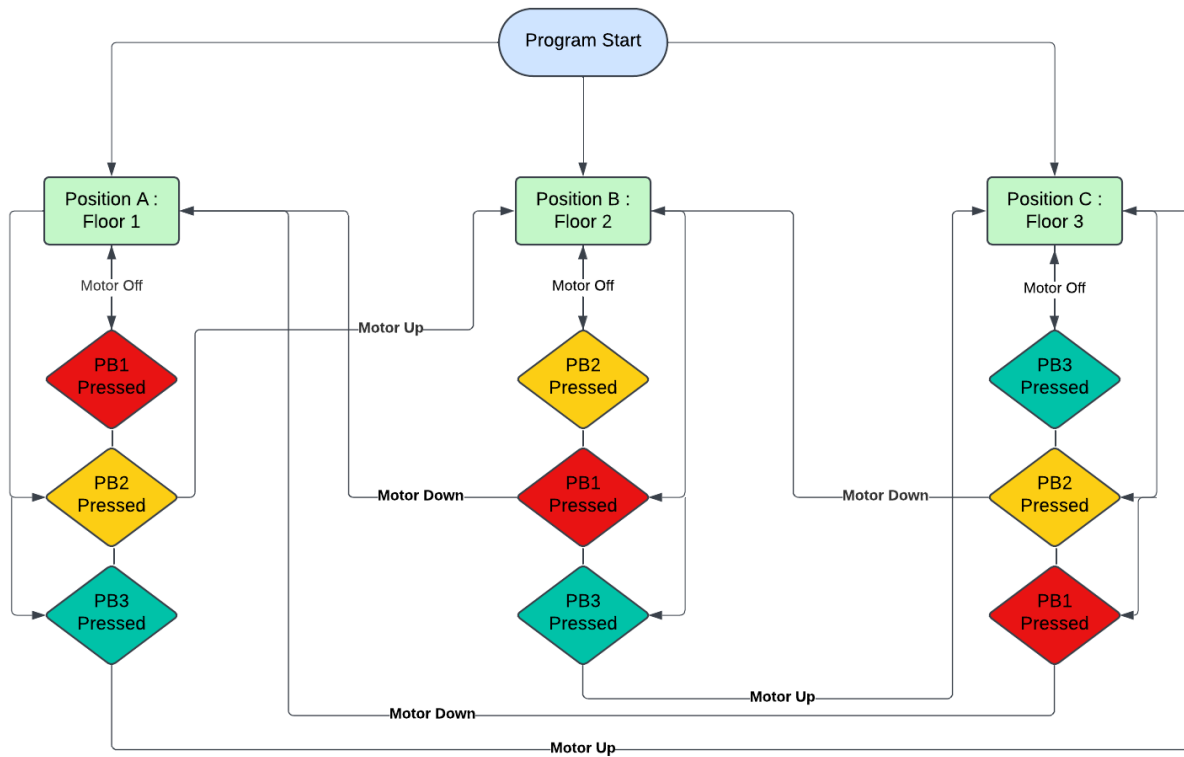 Program Start
Position A :
Floor 1
Position B :
Floor 2
Position C :
Floor 3
Motor Off
Motor Off
Motor Off
Motor Up
PB1
Pressed
PB2
Pressed
PB3
Pressed
PB2
Pressed
Motor Down
PB1
Pressed
Motor Down
PB2
Pressed
PB3
Pressed
PB3
Pressed
PB1
Pressed
Motor Up
Motor Down
Motor Up